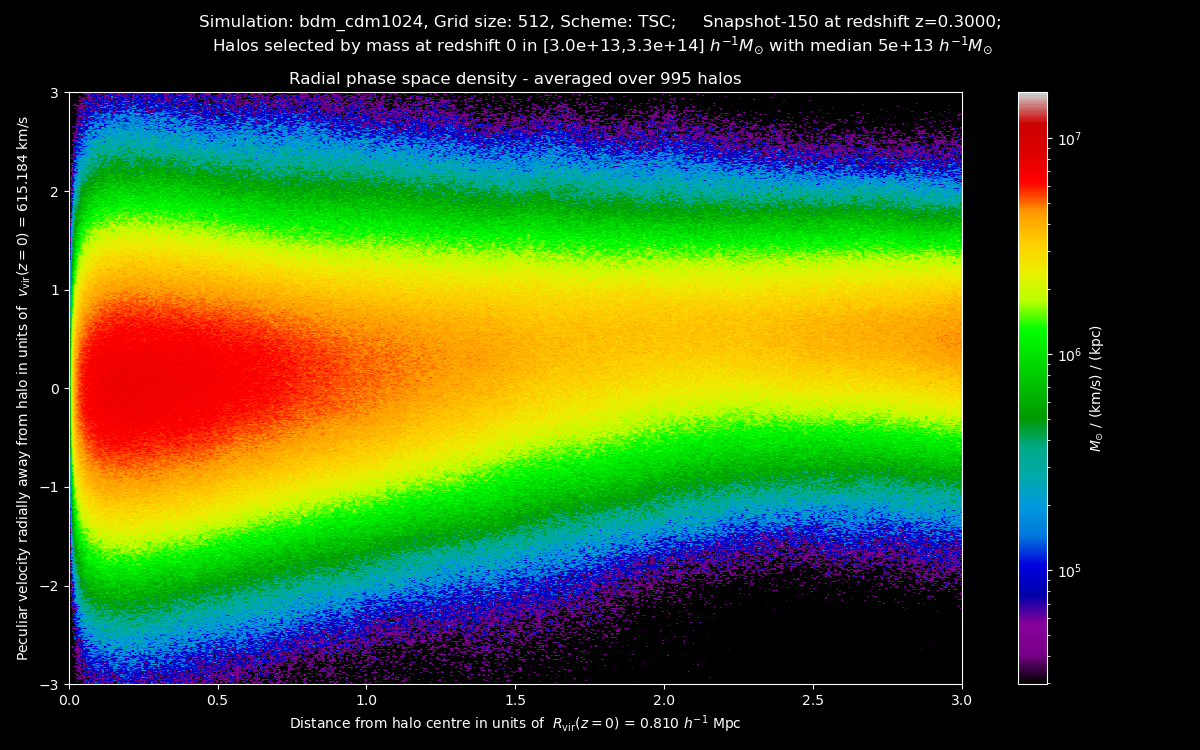 Simulation: bdm_cdm1024, Grid size: 512, Scheme: TSC;     Snapshot-150 at redshift z=0.3000;
Halos selected by mass at redshift 0 in [3.0e+13,3.3e+14] h⁻¹M⊙ with median 5e+13 h⁻¹M⊙
Radial phase space density - averaged over 995 halos
Peculiar velocity radially away from halo in units of v_vir(z = 0) = 615.184 km/s
3
2
1
0
−1
−2
−3
0.0 0.5 1.0 1.5 2.0 2.5 3.0
Distance from halo centre in units of R_vir(z = 0) = 0.810 h⁻¹ Mpc
10⁷
10⁶
10⁵
M⊙ / (km/s) / (kpc)